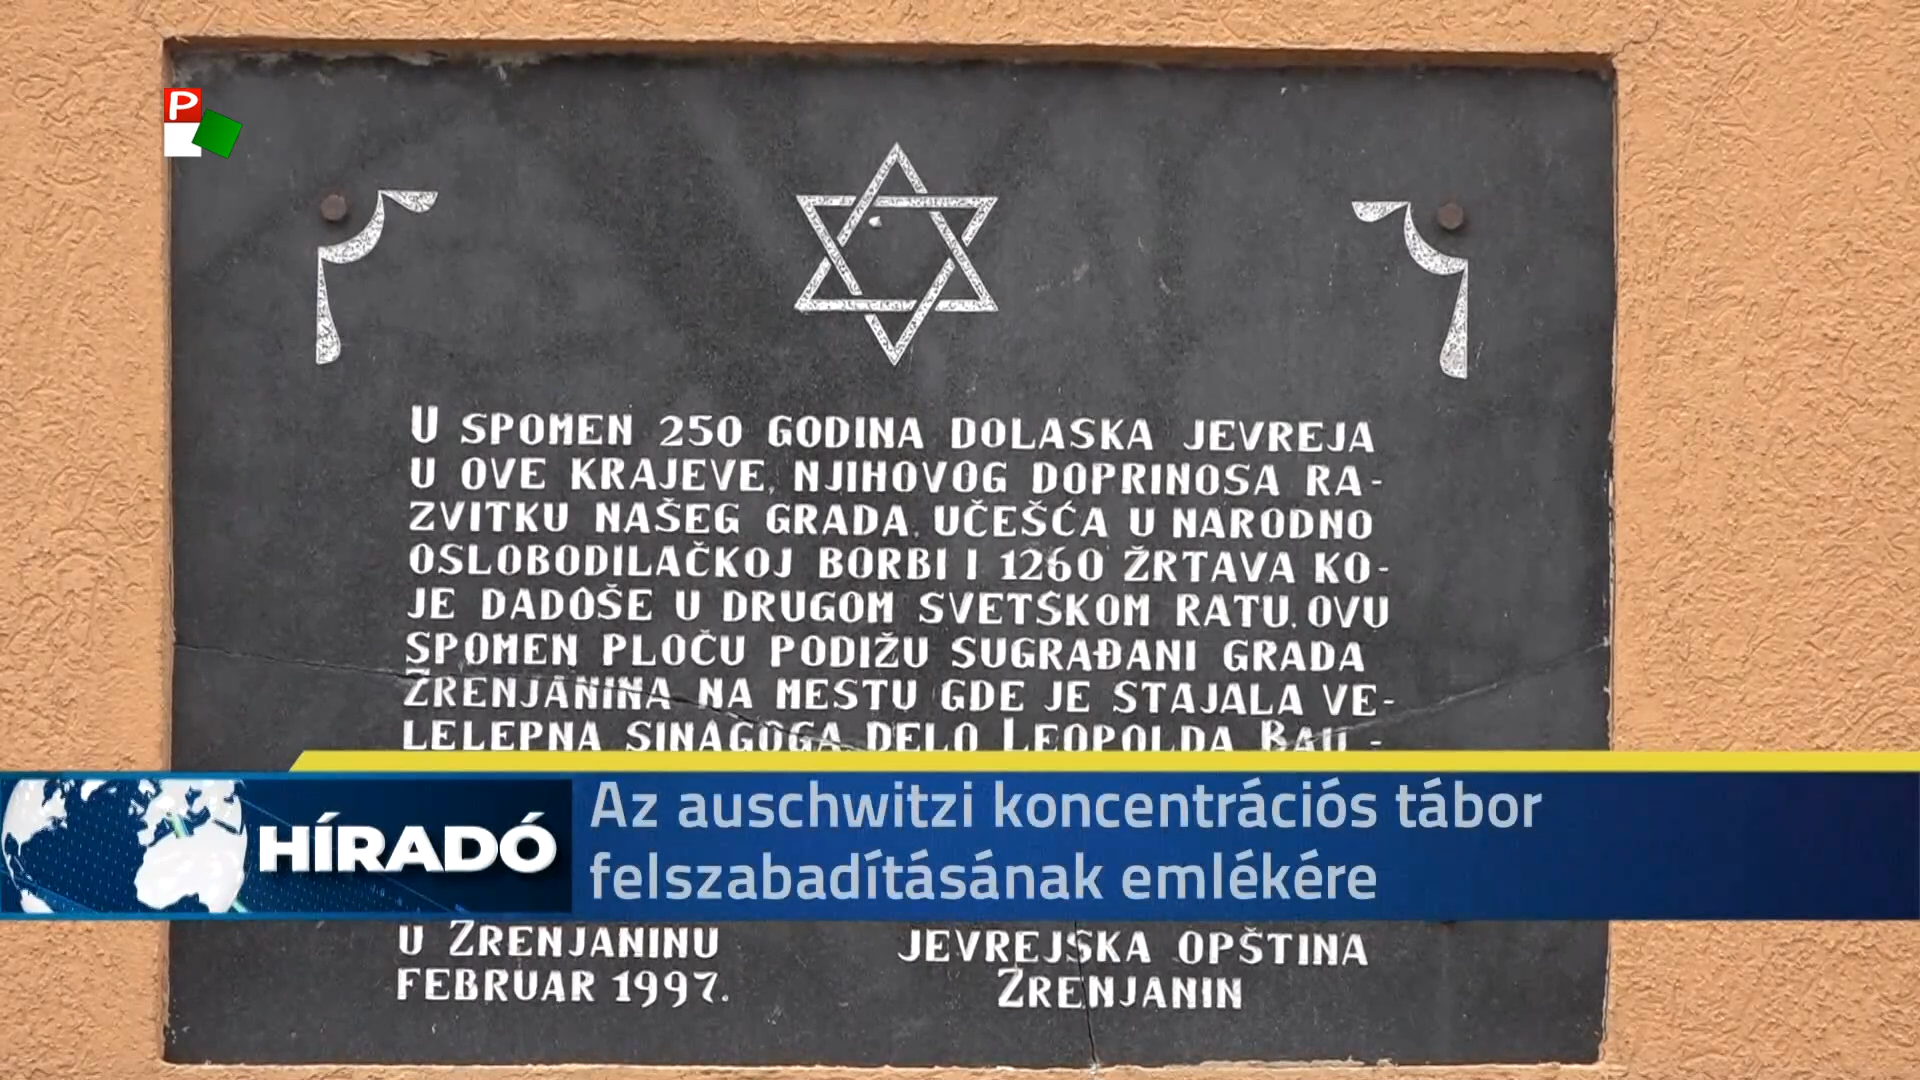 P
U SPOMEN 250 GODINA DOLASKA JEVREJA
U OVE KRAJEVE, NJIHOVOG DOPRINOSA RA-
ZVITKU NAŠEG GRADA, UČEŠĆA U NARODNO
OSLOBODILAČKOJ BORBI I 1260 ŽRTAVA KO-
JE DADOŠE U DRUGOM SVETSKOM RATU. OVU
SPOMEN PLOČU PODIŽU SUGRAĐANI GRADA
ZRENJANINA NA MESTU GDE JE STAJALA VE-
LELEPNA SINAGOGA DELO LEOPOLDA BAU-
HÍRADÓ
Az auschwitzi koncentrációs tábor
felszabadításának emlékére
U ZRENJANINU
FEBRUAR 1997.
JEVREJSKA OPŠTINA
ZRENJANIN